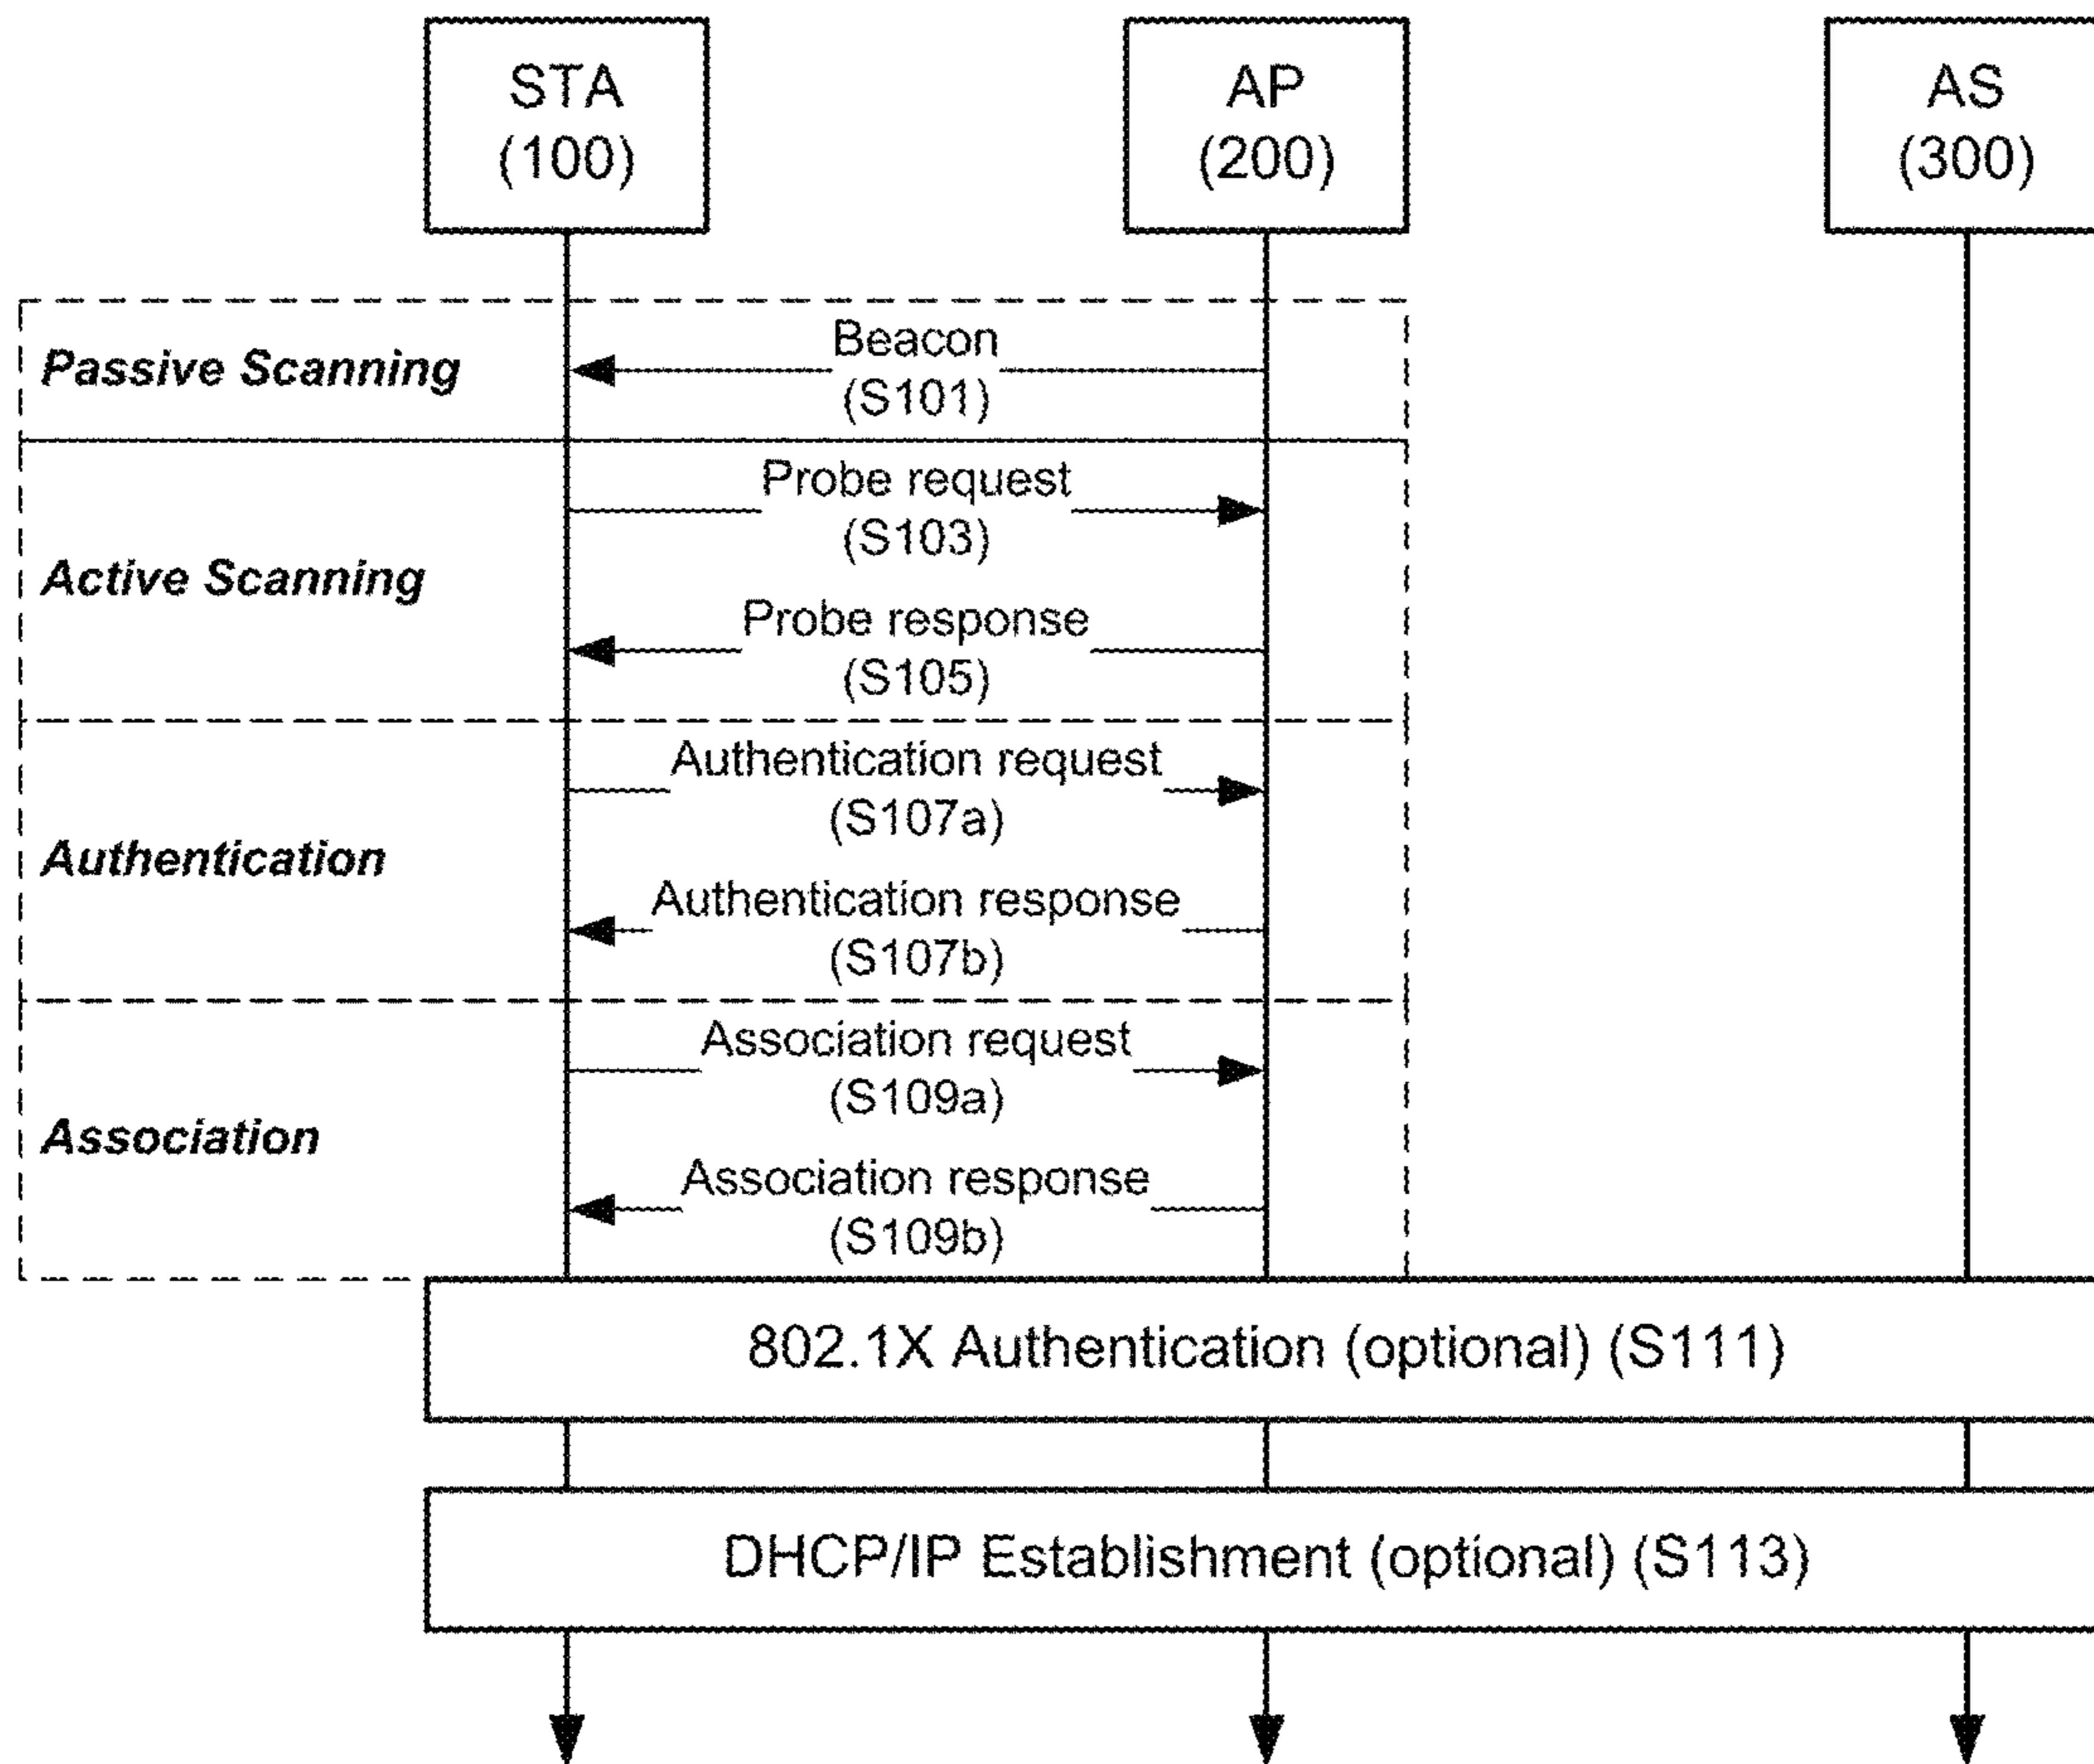 STA
(100)
AP
(200)
AS
(300)
Passive Scanning
Beacon
(S101)
Active Scanning
Probe request
(S103)
Probe response
(S105)
Authentication
Authentication request
(S107a)
Authentication response
(S107b)
Association
Association request
(S109a)
Association response
(S109b)
802.1X Authentication (optional) (S111)
DHCP/IP Establishment (optional) (S113)